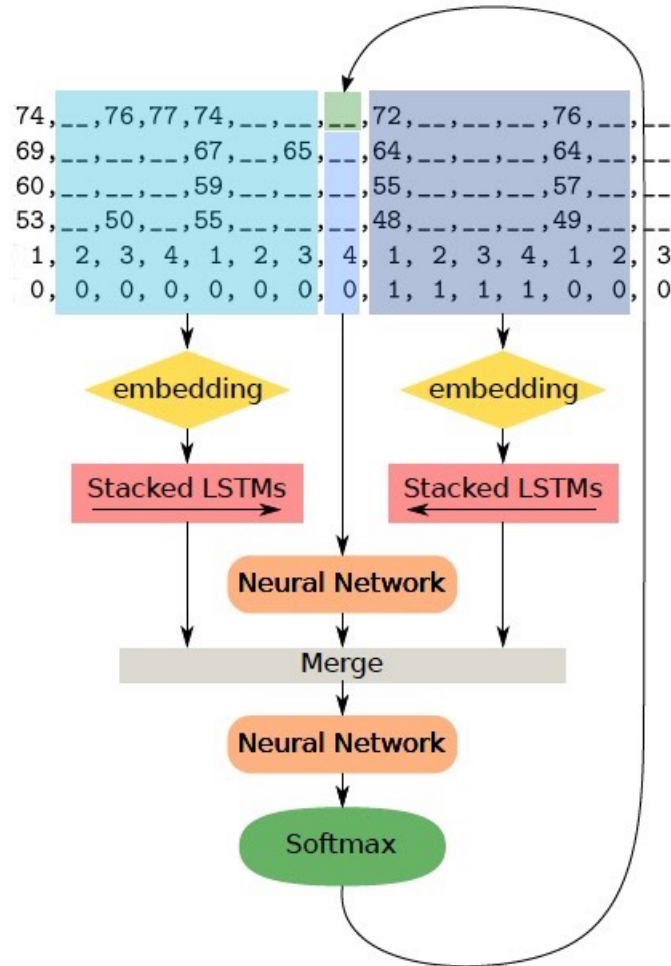 74,__,76,77,74,__,__,__,72,__,__,__,76,__,__
69,__,__,__,67,__,65,__,64,__,__,__,64,__,__
60,__,__,__,59,__,__,__,55,__,__,__,57,__,__
53,__,50,__,55,__,__,__,48,__,__,__,49,__,__
1, 2, 3, 4, 1, 2, 3, 4, 1, 2, 3, 4, 1, 2, 3
0, 0, 0, 0, 0, 0, 0, 0, 1, 1, 1, 1, 0, 0, 0
embedding embedding
Stacked LSTMs Stacked LSTMs
Neural Network
Merge
Neural Network
Softmax